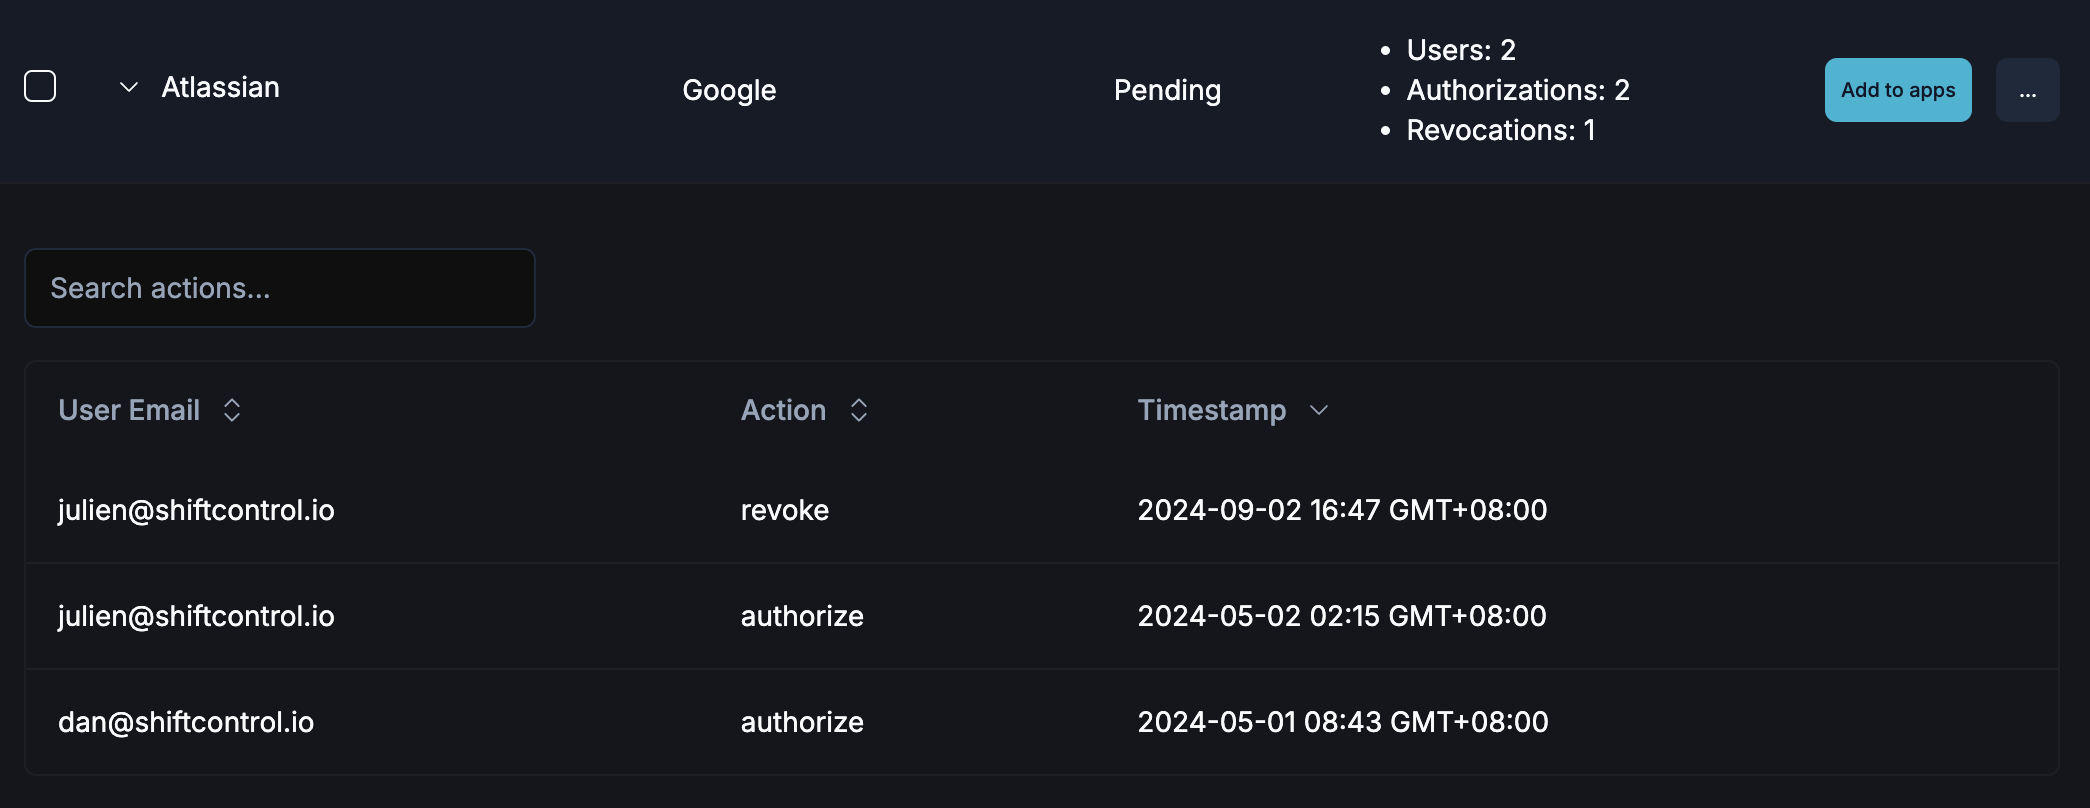 Atlassian
Google
Pending
• Users: 2
• Authorizations: 2
• Revocations: 1
Add to apps
...
Search actions...
User Email Action Timestamp
julien@shiftcontrol.io revoke 2024-09-02 16:47 GMT+08:00
julien@shiftcontrol.io authorize 2024-05-02 02:15 GMT+08:00
dan@shiftcontrol.io authorize 2024-05-01 08:43 GMT+08:00